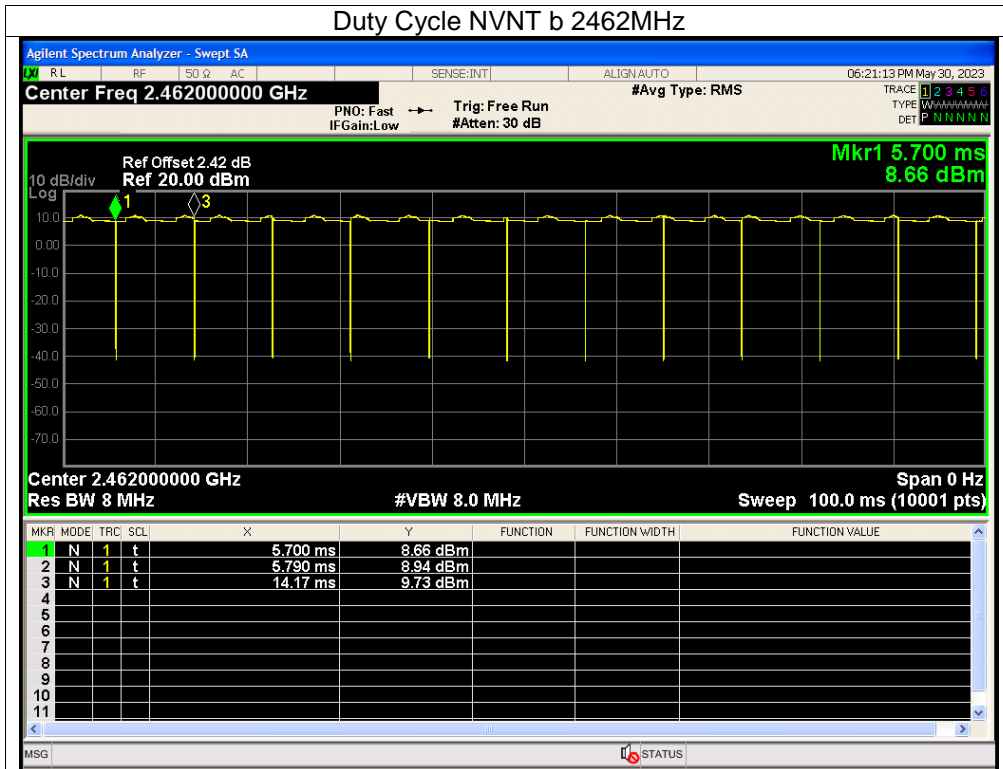 Duty Cycle NVNT b 2462MHz
Agilent Spectrum Analyzer - Swept SA
LXI RL RF 50 Ω AC SENSE:INT ALIGN AUTO 06:21:13 PM May 30, 2023
Center Freq 2.462000000 GHz #Avg Type: RMS TRACE 1 2 3 4 5 6
PNO: Fast Trig: Free Run TYPE WWWWWW
IFGain:Low #Atten: 30 dB DET P N N N N N
Mkr1 5.700 ms
Ref Offset 2.42 dB 8.66 dBm
10 dB/div Ref 20.00 dBm
Log
1 3
10.0
0.00
-10.0
-20.0
-30.0
-40.0
-50.0
-60.0
-70.0
Center 2.462000000 GHz Span 0 Hz
Res BW 8 MHz #VBW 8.0 MHz Sweep 100.0 ms (10001 pts)
MKR MODE TRC SCL X Y FUNCTION FUNCTION WIDTH FUNCTION VALUE
1 N 1 t 5.700 ms 8.66 dBm
2 N 1 t 5.790 ms 8.94 dBm
3 N 1 t 14.17 ms 9.73 dBm
4
5
6
7
8
9
10
11
MSG STATUS